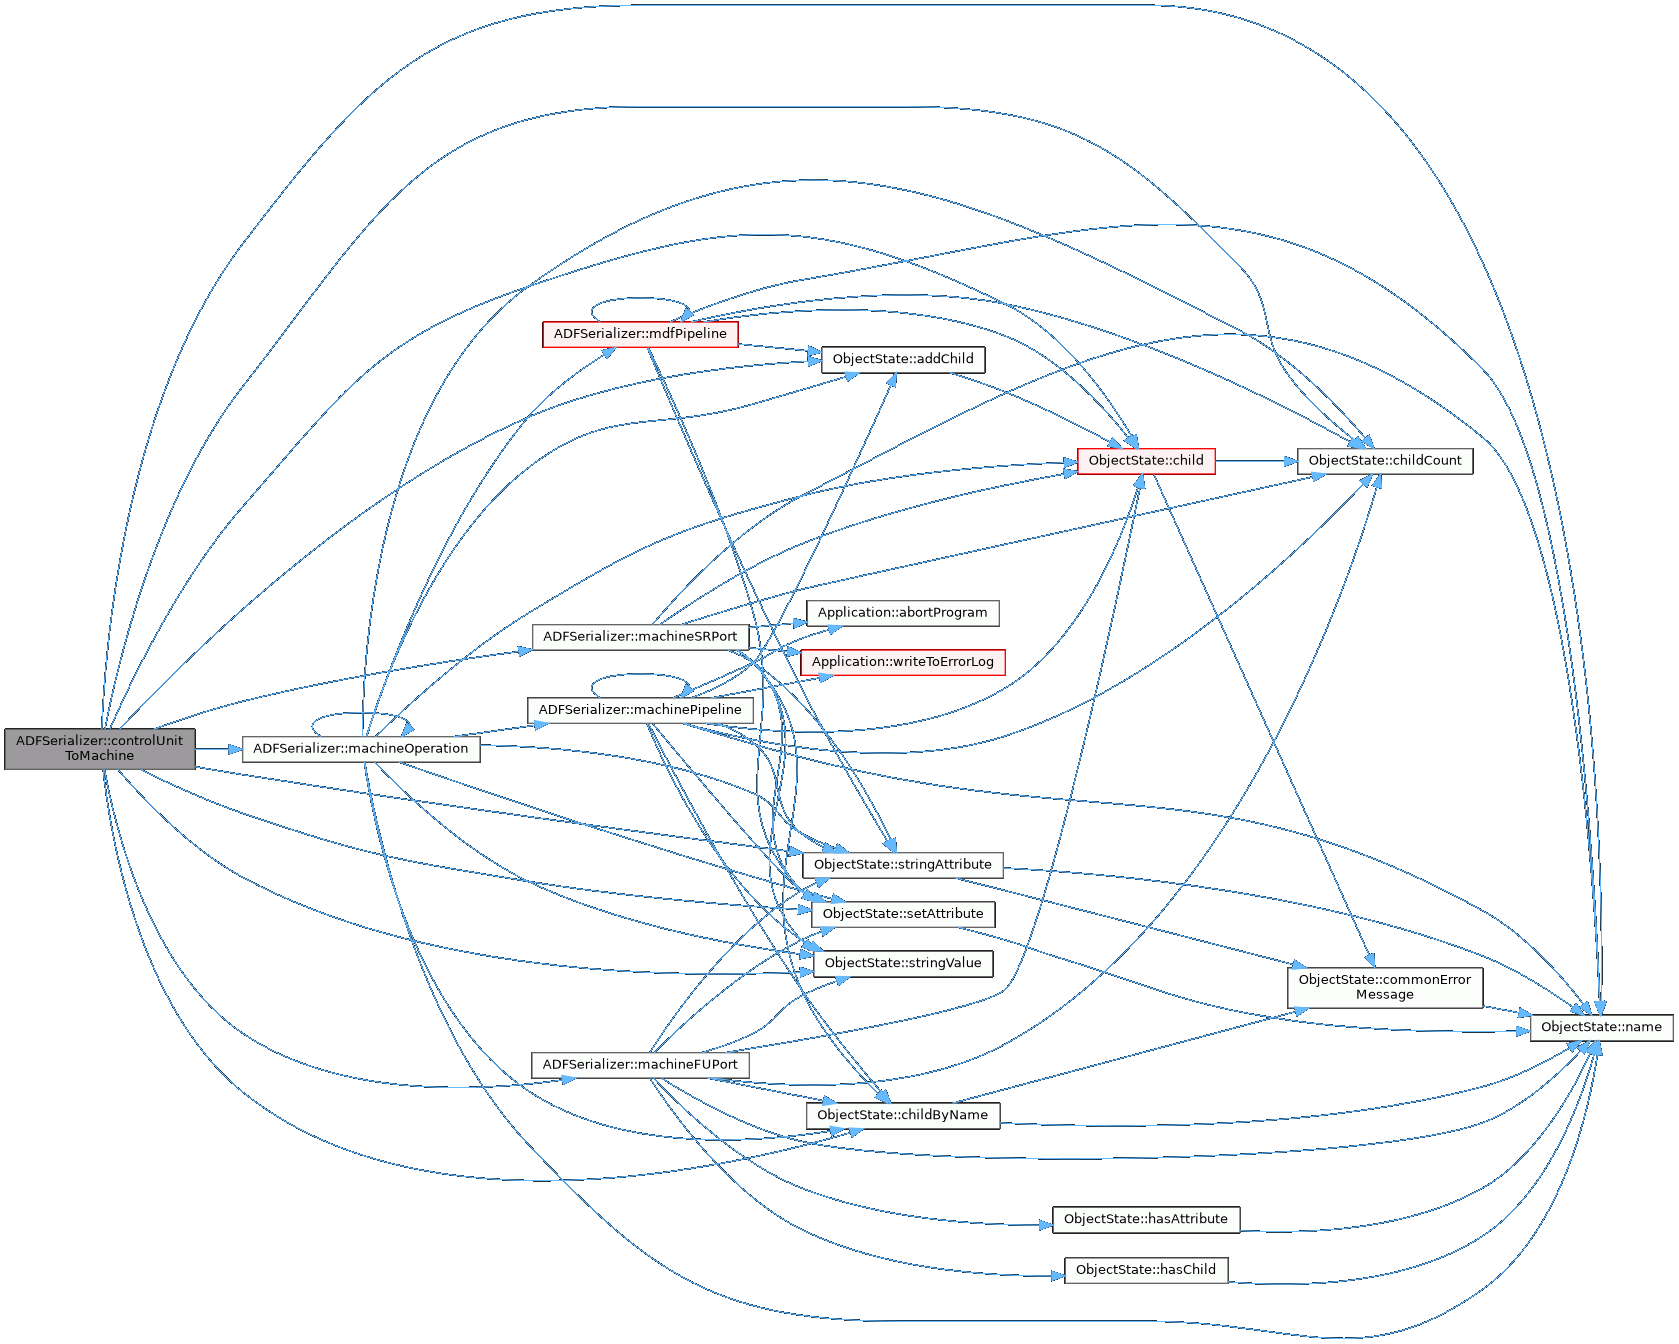 ADFSerializer::mdfPipeline
ObjectState::addChild
ObjectState::child
ObjectState::childCount
Application::abortProgram
ADFSerializer::machineSRPort
Application::writeToErrorLog
ADFSerializer::machinePipeline
ADFSerializer::controlUnit
ToMachine
ADFSerializer::machineOperation
ObjectState::stringAttribute
ObjectState::setAttribute
ObjectState::stringValue
ObjectState::commonError
Message
ObjectState::name
ADFSerializer::machineFUPort
ObjectState::childByName
ObjectState::hasAttribute
ObjectState::hasChild